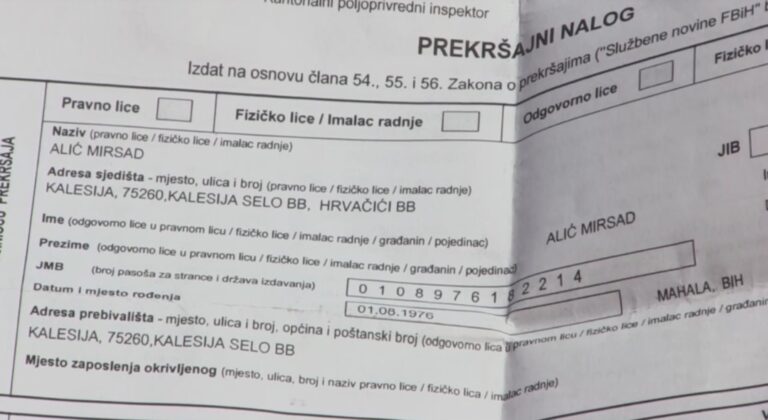 Kantonalni poljoprivredni inspektor
PREKRŠAJNI NALOG
Izdat na osnovu člana 54., 55. i 56. Zakona o prekršajima ("Službene novine FBiH"
Pravno lice
Fizičko lice / Imalac radnje
Odgovorno lice
Fizičko
Naziv (pravno lice / fizičko lice / imalac radnje)
ALIĆ MIRSAD
JIB
Adresa sjedišta - mjesto, ulica i broj (pravno lice / fizičko lice / imalac radnje)
KALESIJA, 75260,KALESIJA SELO BB, HRVAČIĆI BB
Ime (odgovorno lice u pravnom licu / fizičko lice / imalac radnje / građanin / pojedinac)
ALIĆ MIRSAD
Prezime (odgovorno lice u pravnom licu / fizičko lice / imalac radnje / građanin / pojedinac)
JMB (broj pasoša za strance i država izdavanja)
0 1 0 8 9 7 6 1 8 2 2 1 4
Datum i mjesto rođenja
01.08.1976
MAHALA, BIH
Adresa prebivališta - mjesto, ulica i broj, općina i poštanski broj (odgovorno lica u pravnom licu / fizičko lice / imalac radnje / građanin
KALESIJA, 75260,KALESIJA SELO BB
Mjesto zaposlenja okrivljenog (mjesto, ulica, broj i naziv pravno lice / fizičko lica / imalac radnje)
PREKRŠAJA